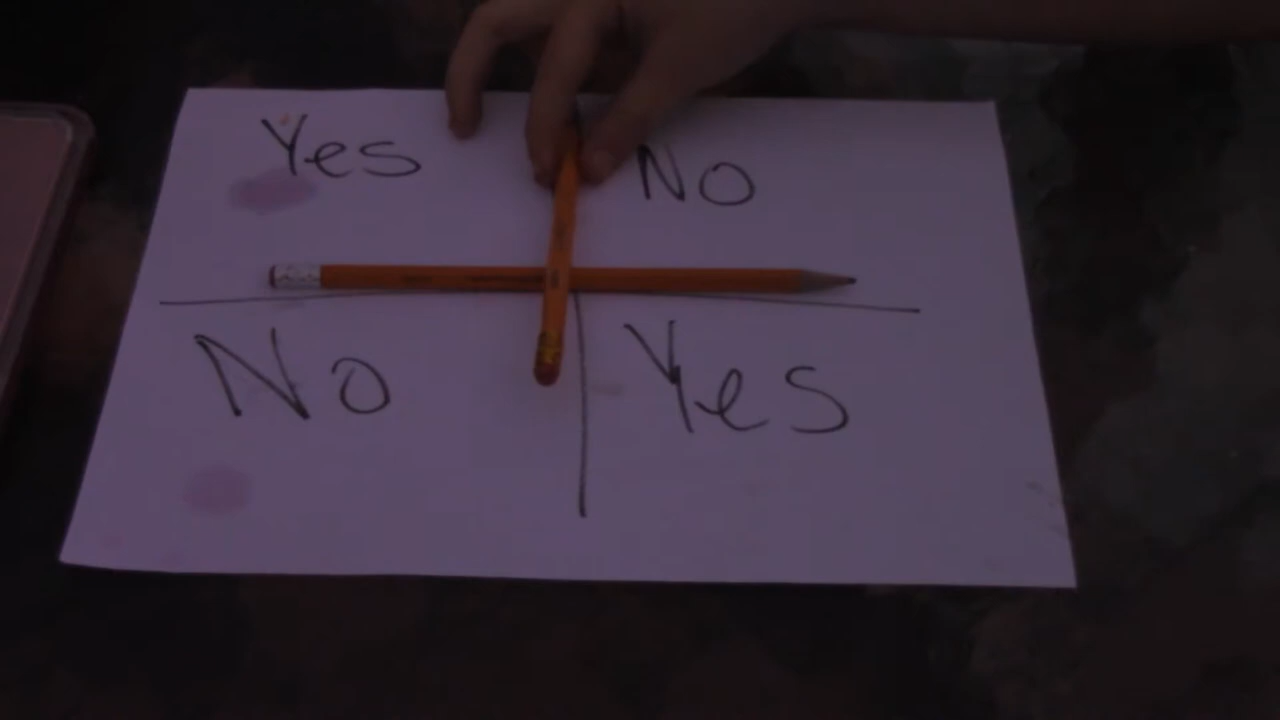 Yes No
No Yes